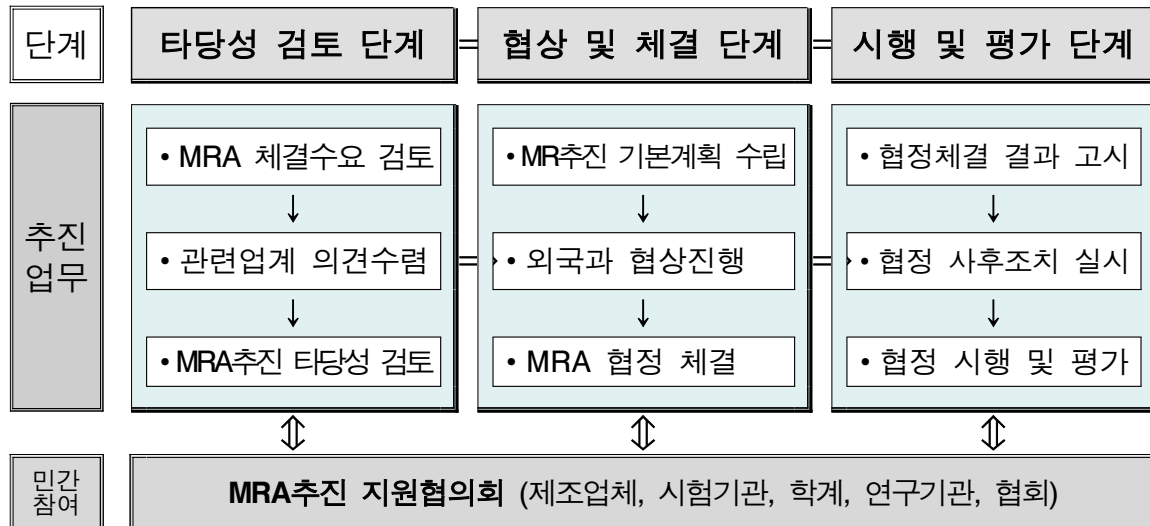 단계
타당성 검토 단계 = 협상 및 체결 단계 = 시행 및 평가 단계
추진
업무
• MRA 체결수요 검토
↓
• 관련업계 의견수렴
↓
• MRA추진 타당성 검토
• MR추진 기본계획 수립
↓
• 외국과 협상진행
↓
• MRA 협정 체결
• 협정체결 결과 고시
↓
• 협정 사후조치 실시
↓
• 협정 시행 및 평가
민간
참여
MRA추진 지원협의회 (제조업체, 시험기관, 학계, 연구기관, 협회)